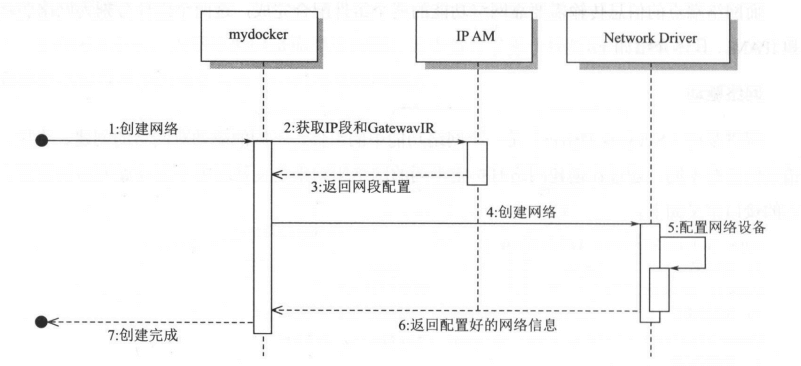 mydocker
IP AM
Network Driver
1:创建网络
2:获取IP段和GatewavIR
3:返回网段配置
4:创建网络
5:配置网络设备
6:返回配置好的网络信息
7:创建完成